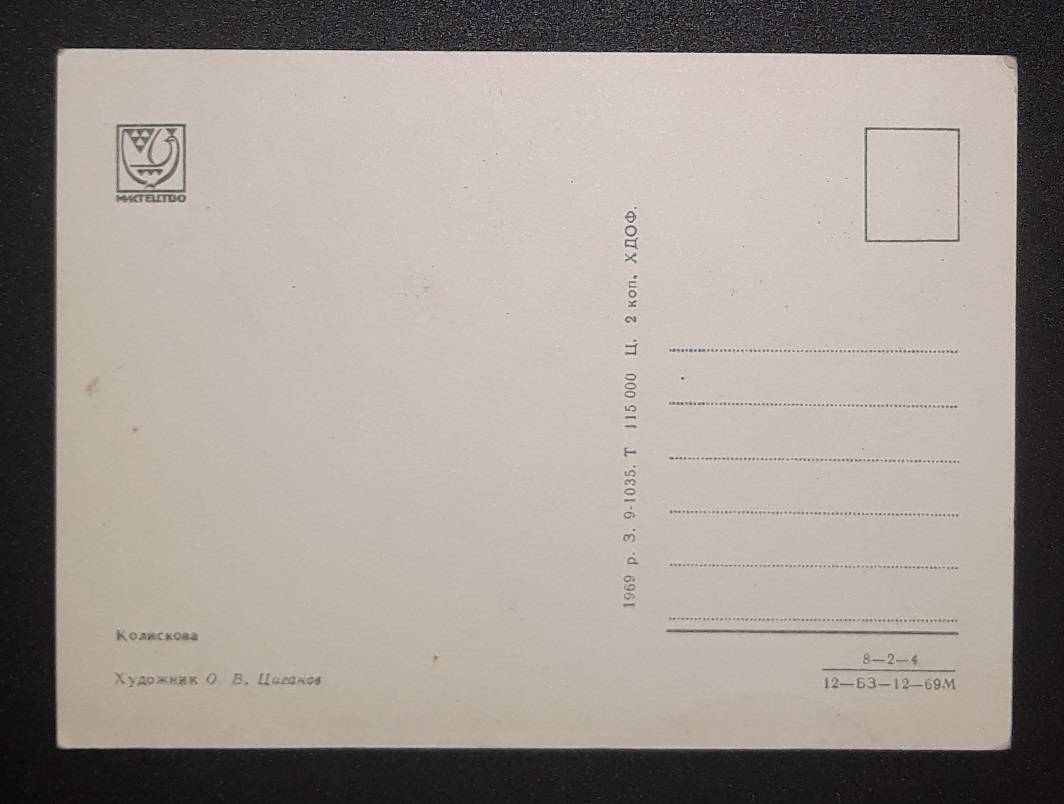 МИСТЕЦТВО
Колискова
Художник О. В. Циганов
1969 р. З. 9-1035. Т 115 000 Ц. 2 коп. ХДОФ.
8—2—4
12—БЗ—12—69М